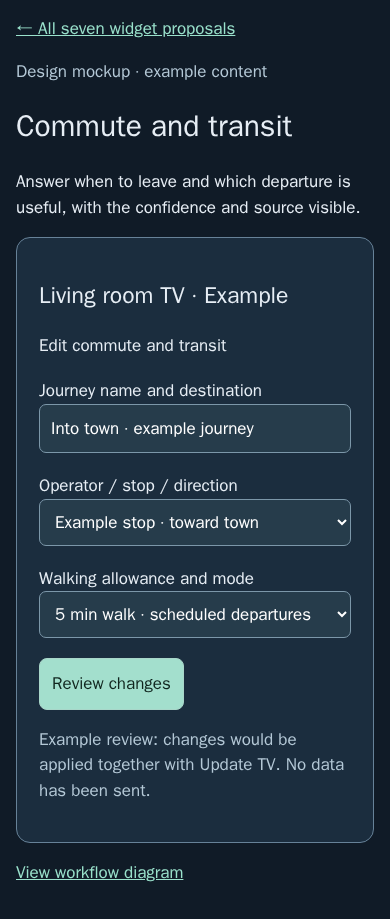 ← All seven widget proposals
Design mockup · example content
Commute and transit
Answer when to leave and which departure is
useful, with the confidence and source visible.
Living room TV · Example
Edit commute and transit
Journey name and destination
Into town · example journey
Operator / stop / direction
Example stop · toward town
Walking allowance and mode
5 min walk · scheduled departures
Review changes
Example review: changes would be
applied together with Update TV. No data
has been sent.
View workflow diagram